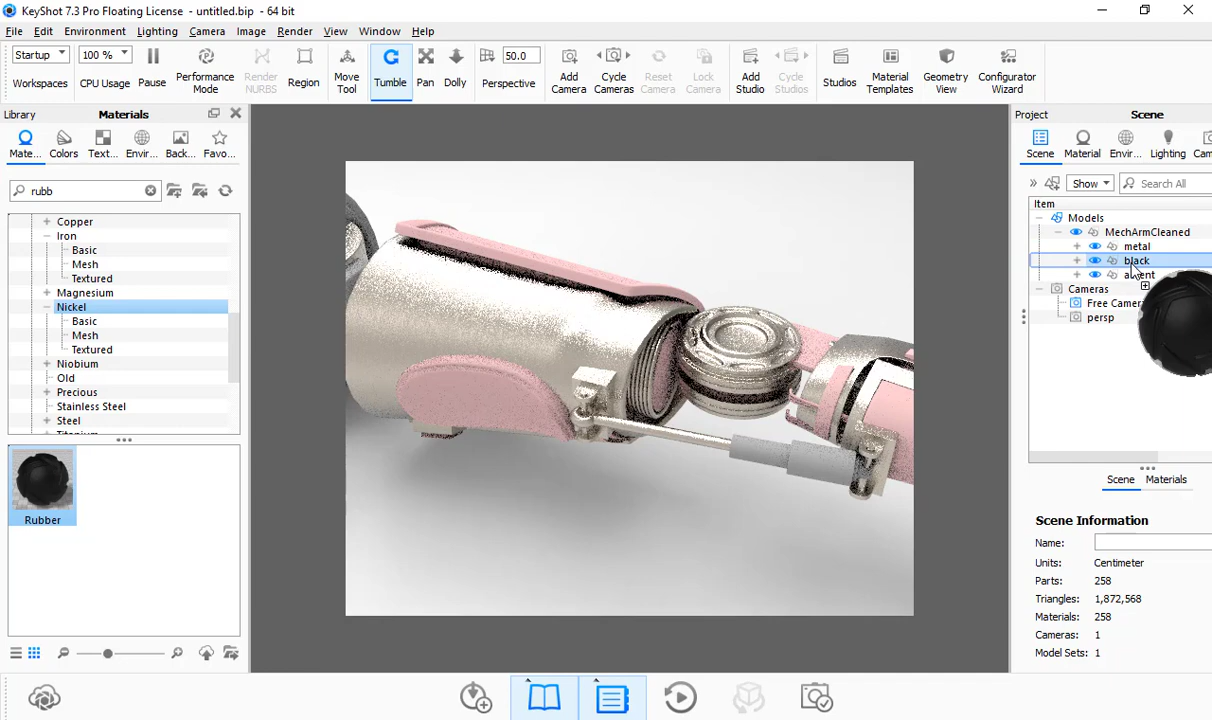 KeyShot 7.3 Pro Floating License - untitled.bip - 64 bit
File Edit Environment Lighting Camera Image Render View Window Help
Startup 100 % 50.0
Workspaces CPU Usage Pause Performance Mode Render NURBS Region Move Tool Tumble Pan Dolly Perspective Add Camera Cycle Cameras Reset Camera Lock Camera Add Studio Cycle Studios Studios Material Templates Geometry View Configurator Wizard
Library Materials
Mate... Colors Text... Envir... Back... Favo...
rubb
Copper
Iron
Basic
Mesh
Textured
Magnesium
Nickel
Basic
Mesh
Textured
Niobium
Old
Precious
Stainless Steel
Steel
Rubber
Project Scene
Scene Material Envir... Lighting
Show Search All
Item
Models
MechArmCleaned
metal
black
Cameras
Free Camer
persp
Scene Materials
Scene Information
Name:
Units: Centimeter
Parts: 258
Triangles: 1,872,568
Materials: 258
Cameras: 1
Model Sets: 1